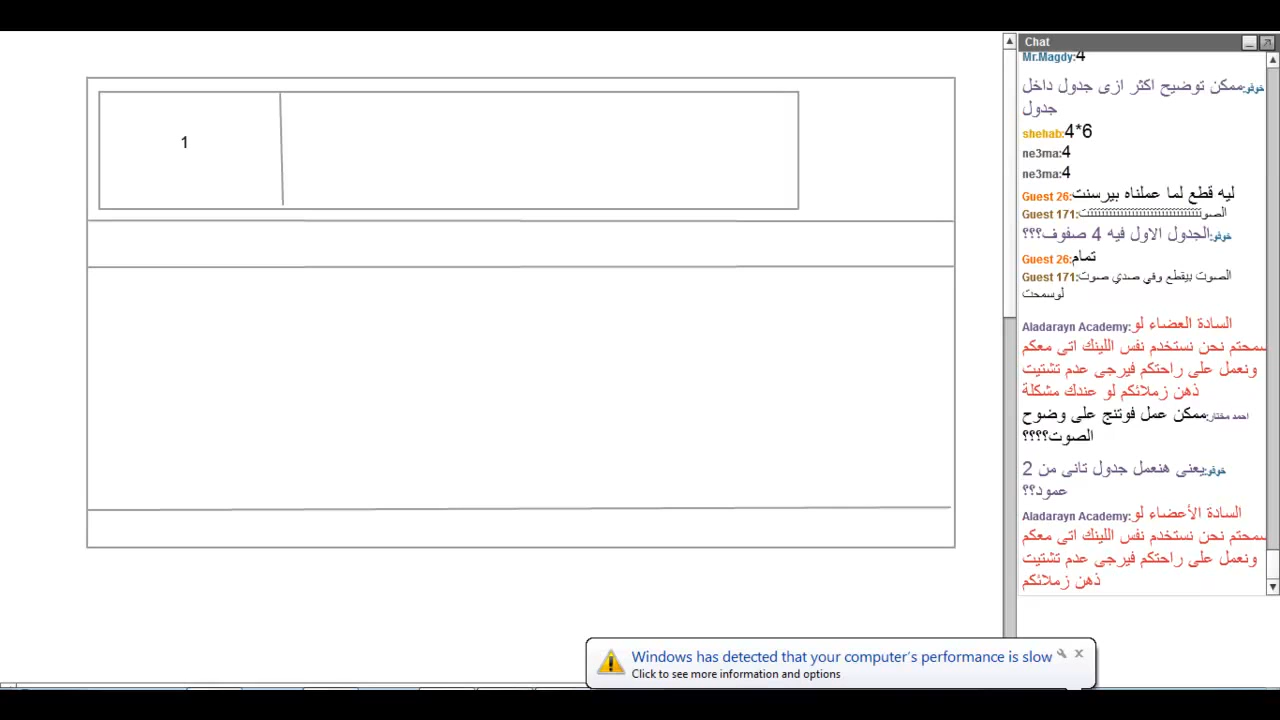 1
Chat
Mr.Magdy:4
خوفو:ممكن توضيح اكثر ازى جدول داخل
جدول
shehab:4*6
ne3ma:4
ne3ma:4
Guest 26:ليه قطع لما عملناه بيرسنت
Guest 171:
خوفو:الجدول الاول فيه 4 صفوف؟؟؟
Guest 26:تمام
Guest 171:الصوت بيقطع وفي صدي صوت
لوسمحت
Aladarayn Academy:السادة العضاء لو
سمحتم نحن نستخدم نفس اللينك اتى معكم
ونعمل على راحتكم فيرجى عدم تشتيت
ذهن زملائكم لو عندك مشكلة
احمد مختار:ممكن عمل فوتنج على وضوح
الصوت؟؟؟؟
خوفو:يعنى هنعمل جدول تانى من 2
عمود؟؟
Aladarayn Academy:السادة الأعضاء لو
سمحتم نحن نستخدم نفس اللينك اتى معكم
ونعمل على راحتكم فيرجى عدم تشتيت
ذهن زملائكم
Windows has detected that your computer's performance is slow
Click to see more information and options